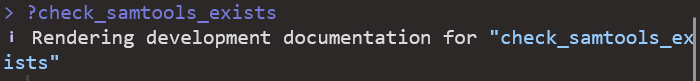 > ?check_samtools_exists
ℹ Rendering development documentation for "check_samtools_ex
ists"